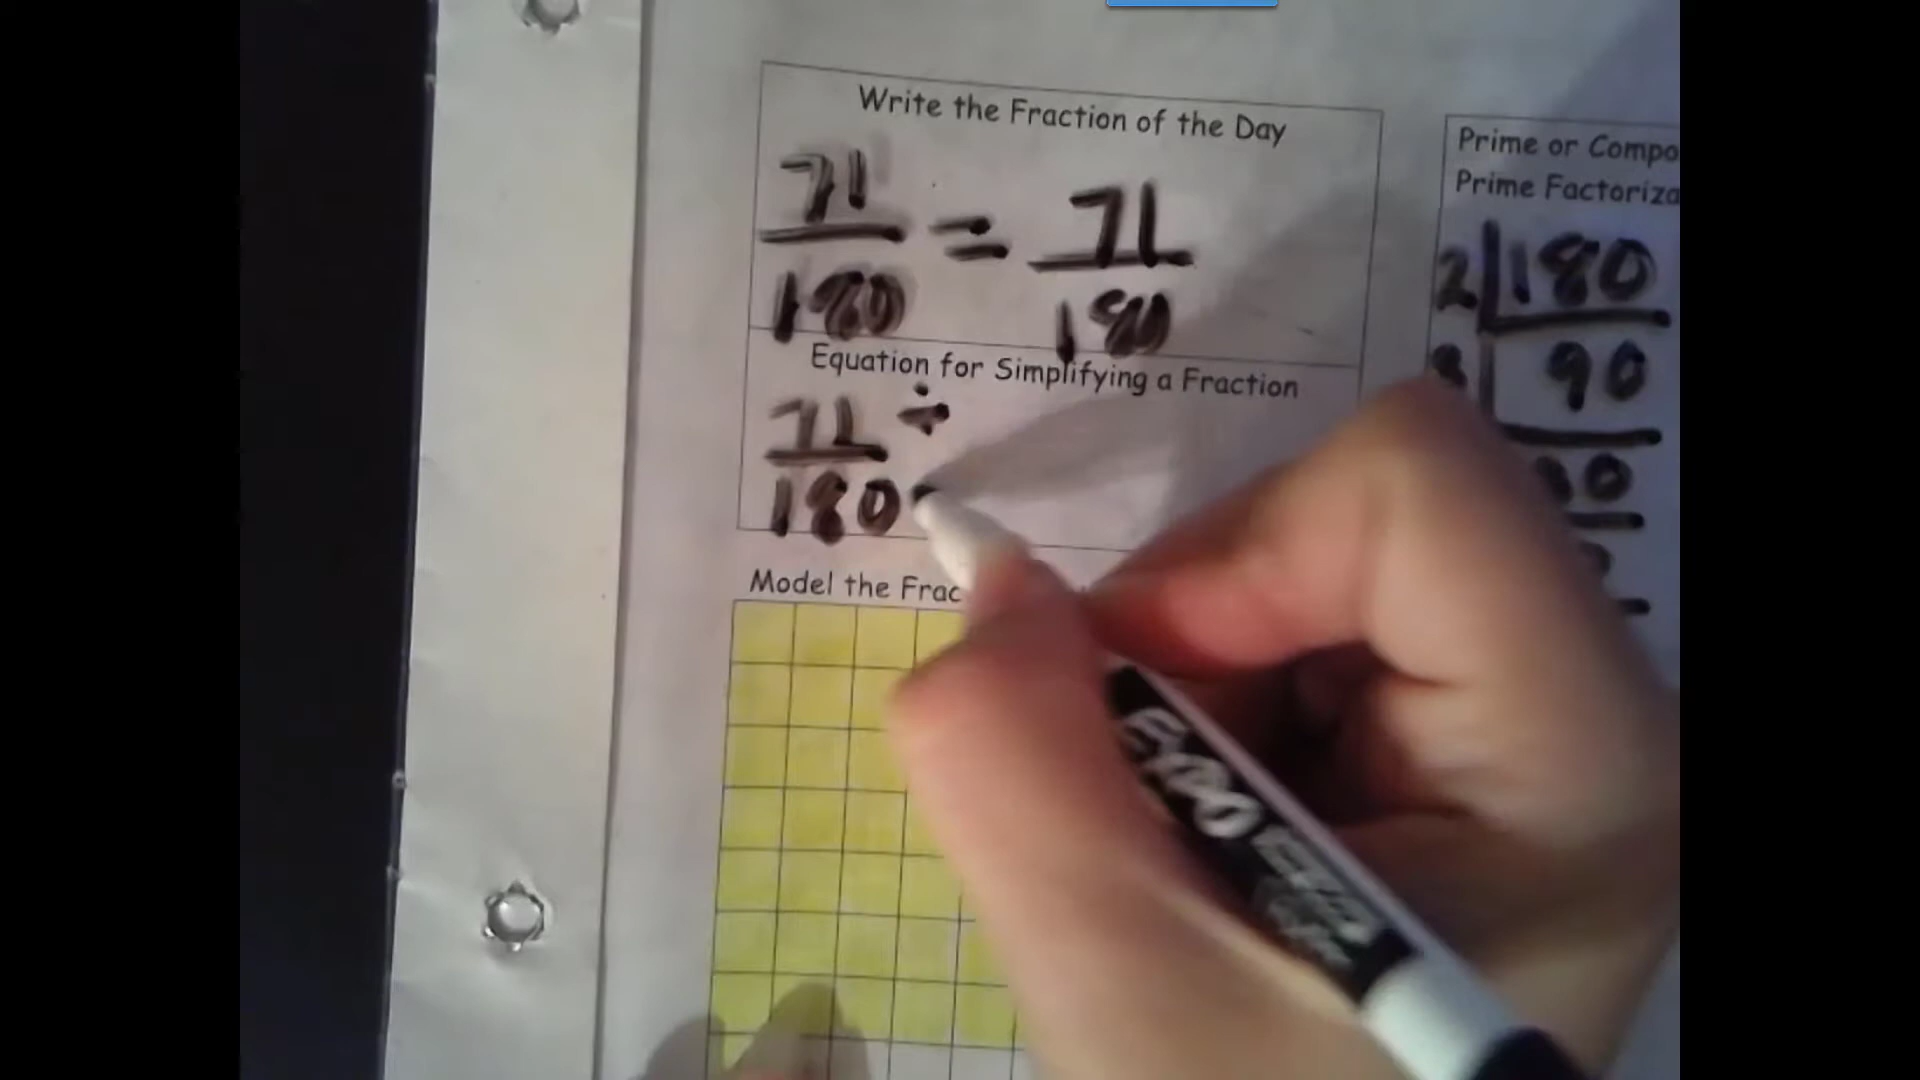 Write the Fraction of the Day
71 = 71
180 180
Equation for Simplifying a Fraction
71 ÷
180
Model the Frac
Prime or Compo
Prime Factoriza
2 180
90
EXPO